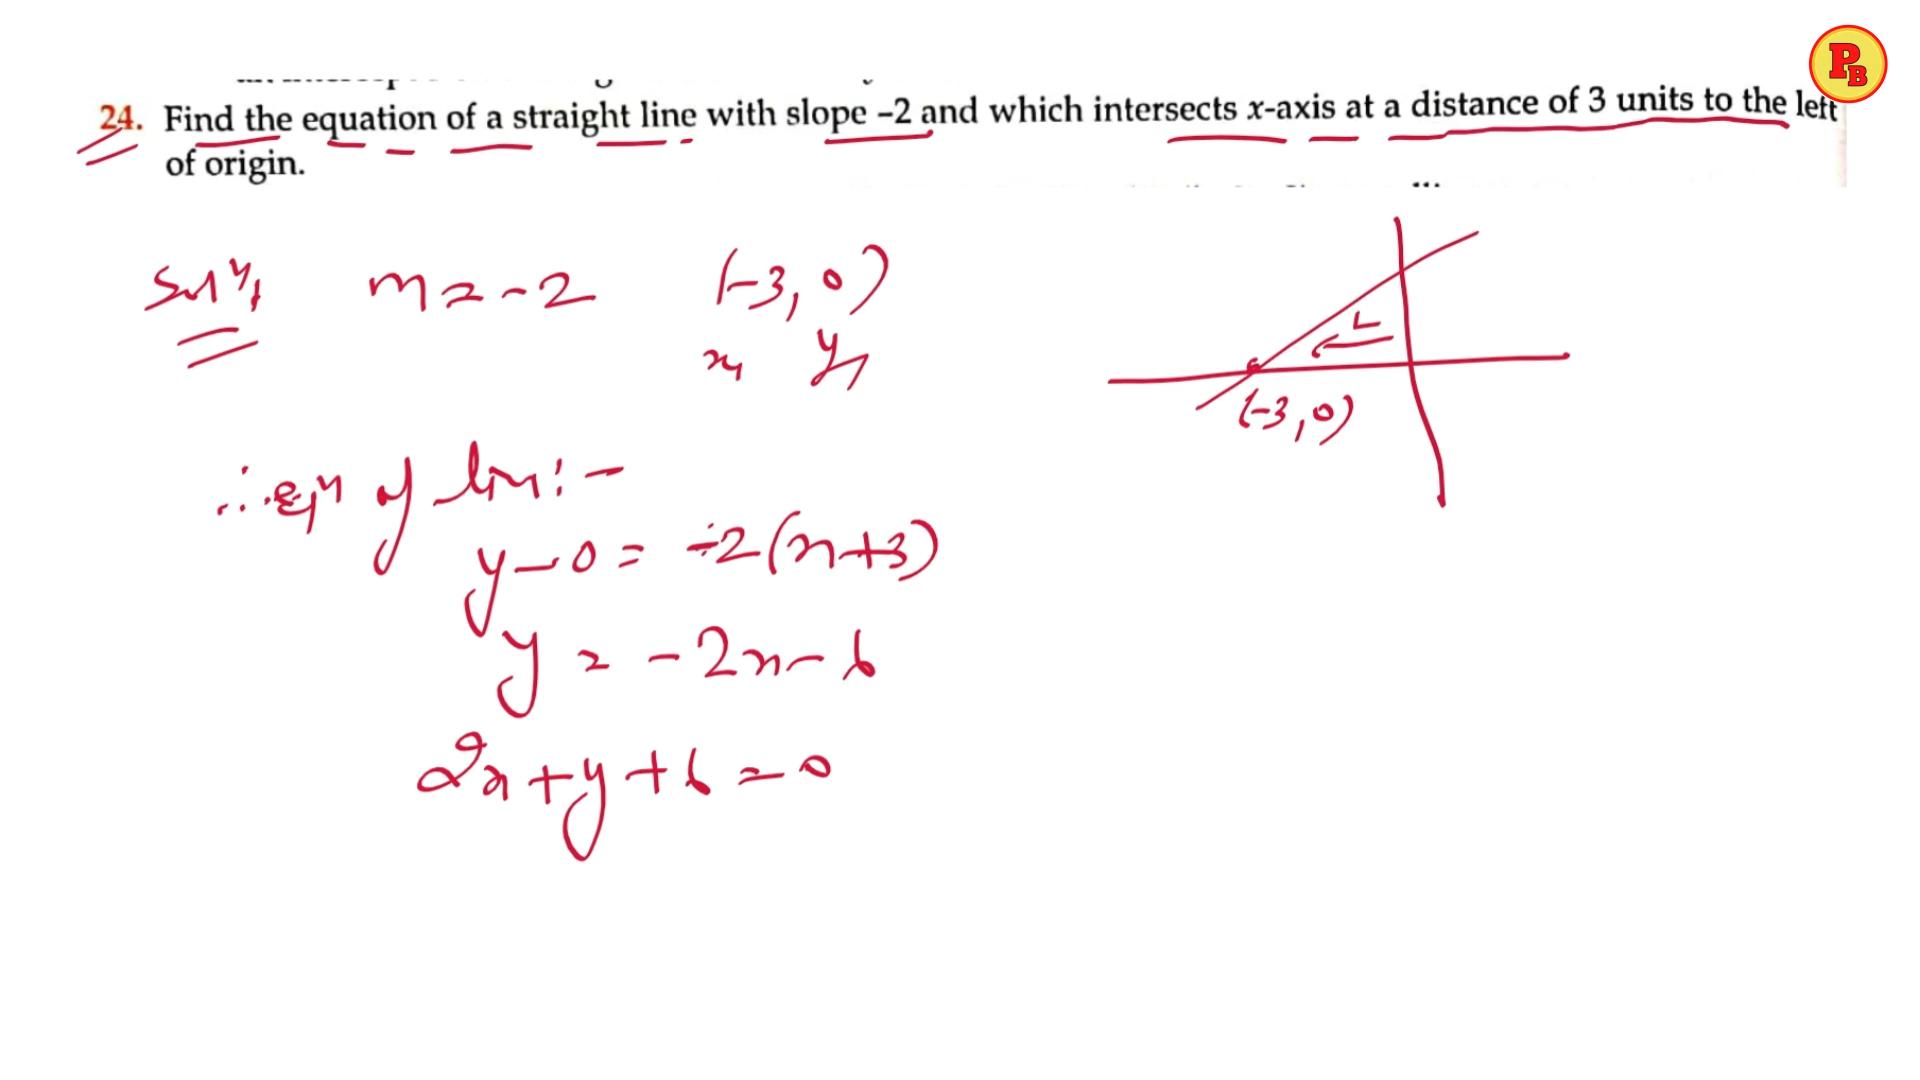 24. Find the equation of a straight line with slope –2 and which intersects x-axis at a distance of 3 units to the left
of origin.
PB
Solⁿ, m = -2 (-3, 0)
x₁ y₁
(-3, 0)
∴ eqⁿ of line: -
y - 0 = -2(x+3)
y = -2x - 6
2x + y + 6 = 0